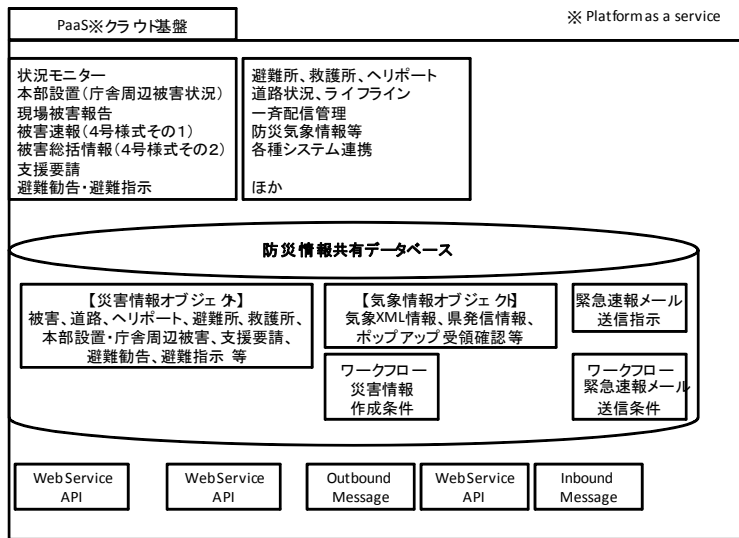 PaaS※クラウド基盤
※ Platform as a service
状況モニター
本部設置(庁舎周辺被害状況)
現場被害報告
被害速報(4号様式その1)
被害総括情報(4号様式その2)
支援要請
避難勧告・避難指示
避難所、救護所、ヘリポート
道路状況、ライフライン
一斉配信管理
防災気象情報等
各種システム連携
ほか
防災情報共有データベース
【災害情報オブジェクト】
被害、道路、ヘリポート、避難所、救護所、
本部設置・庁舎周辺被害、支援要請、
避難勧告、避難指示 等
【気象情報オブジェクト】
気象XML情報、県発信情報、
ポップアップ受領確認等
緊急速報メール
送信指示
ワークフロー
災害情報
作成条件
ワークフロー
緊急速報メール
送信条件
Web Service
API
Web Service
API
Outbound
Message
Web Service
API
Inbound
Message